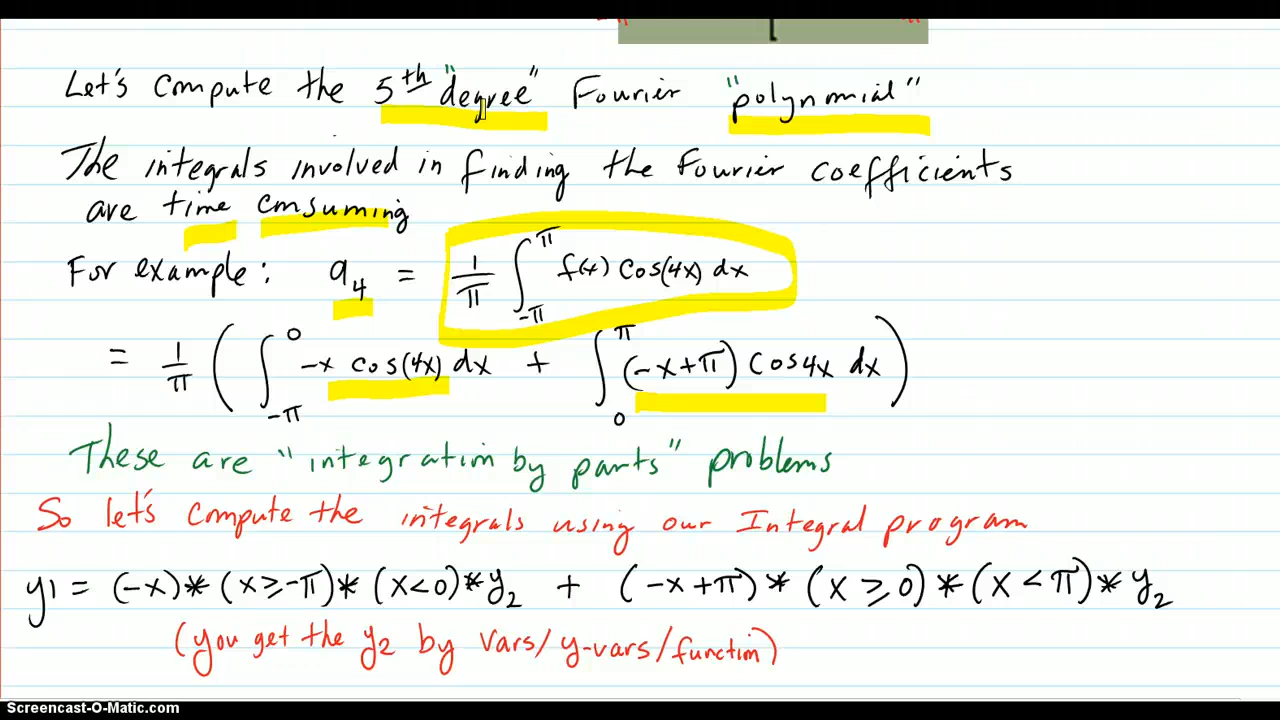 Let's compute the 5th "degree" Fourier "polynomial"
The integrals involved in finding the Fourier coefficients
are time consuming
For example: a₄ = 1/π ∫_{-π}^{π} f(x) cos(4x) dx
= 1/π ( ∫_{-π}^{0} -x cos(4x) dx + ∫_{0}^{π} (-x+π) cos4x dx )
These are "integration by parts" problems
So let's compute the integrals using our Integral program
y1 = (-x)*(x≥-π)*(x<0)*y₂ + (-x+π)*(x≥0)*(x<π)*y₂
(you get the y₂ by vars/y-vars/function)
Screencast-O-Matic.com